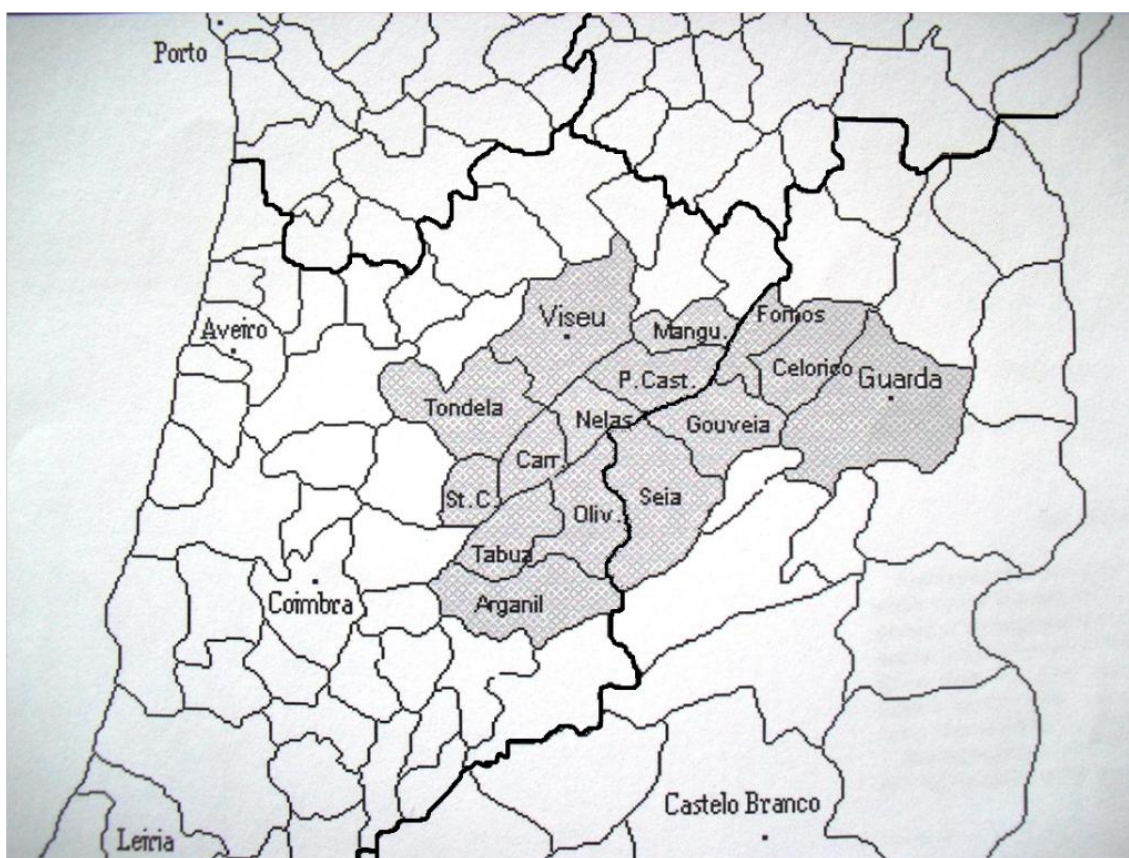 Porto
Viseu
Fornos
Aveiro
Mangu.
Celorico
P.Cast.
Guarda
Tondela
Nelas
Gouveia
Carr.
St.C.
Oliv.
Seia
Tabua
Coimbra
Arganil
Castelo Branco
Leiria